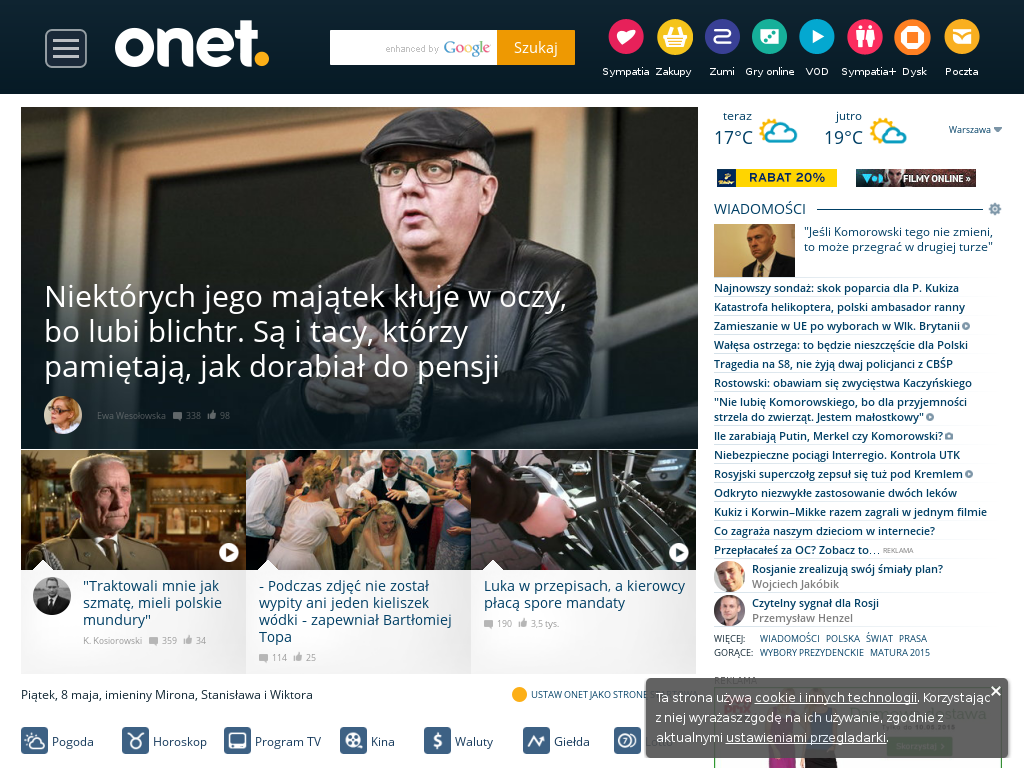 onet.
enhanced by Google
Szukaj
Sympatia Zakupy Zumi Gry online VOD Sympatia+ Dysk Poczta
Niektórych jego majątek kłuje w oczy,
bo lubi blichtr. Są i tacy, którzy
pamiętają, jak dorabiał do pensji
Ewa Wesołowska 338 98
"Traktowali mnie jak
szmatę, mieli polskie
mundury"
K. Kosiorowski 359 34
- Podczas zdjęć nie został
wypity ani jeden kieliszek
wódki - zapewniał Bartłomiej
Topa
114 25
Luka w przepisach, a kierowcy
płacą spore mandaty
190 3,5 tys.
Piątek, 8 maja, imieniny Mirona, Stanisława i Wiktora
USTAW ONET JAKO STRONĘ
Pogoda Horoskop Program TV Kina Waluty Giełda
teraz jutro
17°C 19°C Warszawa
RABAT 20% VOD FILMY ONLINE »
WIADOMOŚCI
"Jeśli Komorowski tego nie zmieni,
to może przegrać w drugiej turze"
Najnowszy sondaż: skok poparcia dla P. Kukiza
Katastrofa helikoptera, polski ambasador ranny
Zamieszanie w UE po wyborach w Wlk. Brytanii
Wałęsa ostrzega: to będzie nieszczęście dla Polski
Tragedia na S8, nie żyją dwaj policjanci z CBŚP
Rostowski: obawiam się zwycięstwa Kaczyńskiego
"Nie lubię Komorowskiego, bo dla przyjemności
strzela do zwierząt. Jestem małostkowy"
Ile zarabiają Putin, Merkel czy Komorowski?
Niebezpieczne pociągi Interregio. Kontrola UTK
Rosyjski superczołg zepsuł się tuż pod Kremlem
Odkryto niezwykłe zastosowanie dwóch leków
Kukiz i Korwin–Mikke razem zagrali w jednym filmie
Co zagraża naszym dzieciom w internecie?
Przepłacałeś za OC? Zobacz to... REKLAMA
Rosjanie zrealizują swój śmiały plan?
Wojciech Jakóbik
Czytelny sygnał dla Rosji
Przemysław Henzel
WIĘCEJ: WIADOMOŚCI POLSKA ŚWIAT PRASA
GORĄCE: WYBORY PREZYDENCKIE MATURA 2015
REKLAMA
Ta strona używa cookie i innych technologii. Korzystając
z niej wyrażasz zgodę na ich używanie, zgodnie z
aktualnymi ustawieniami przeglądarki.